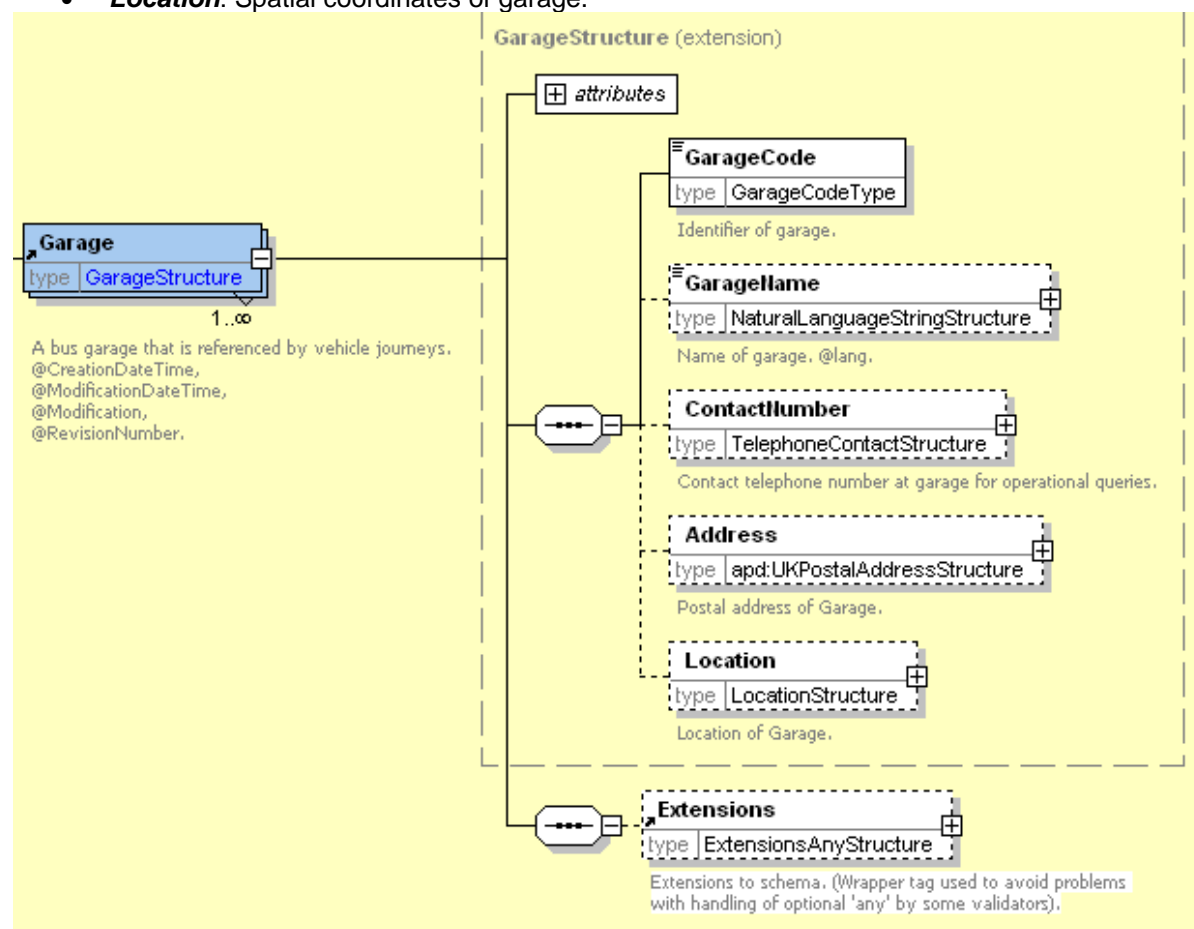 • Location: Spatial coordinates of garage.
GarageStructure (extension)
attributes
GarageCode
type GarageCodeType
Identifier of garage.
Garage
type GarageStructure
1..∞
A bus garage that is referenced by vehicle journeys.
@CreationDateTime,
@ModificationDateTime,
@Modification,
@RevisionNumber.
GarageName
type NaturalLanguageStringStructure
Name of garage. @lang.
ContactNumber
type TelephoneContactStructure
Contact telephone number at garage for operational queries.
Address
type apd:UKPostalAddressStructure
Postal address of Garage.
Location
type LocationStructure
Location of Garage.
Extensions
type ExtensionsAnyStructure
Extensions to schema. (Wrapper tag used to avoid problems
with handling of optional 'any' by some validators).